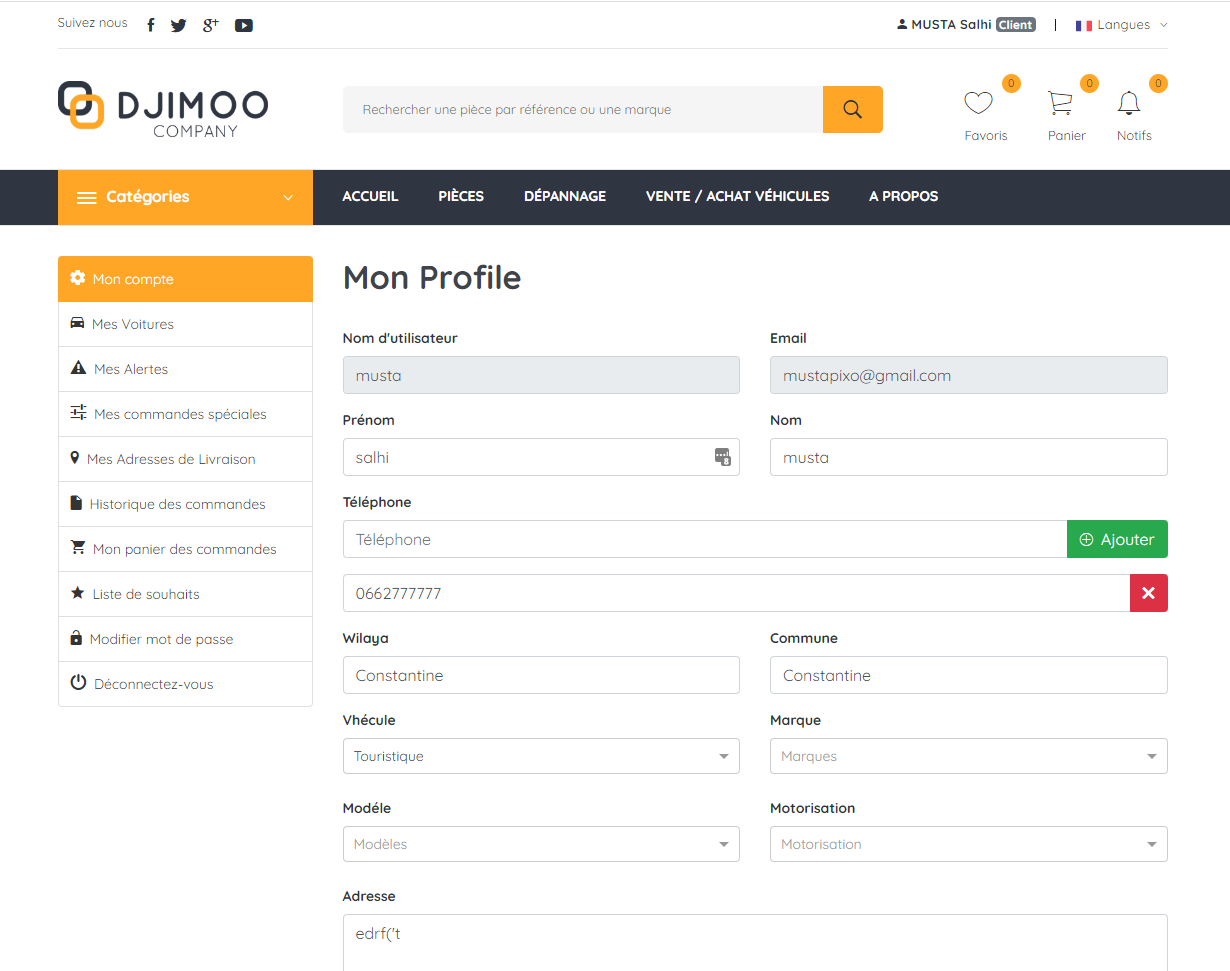 Suivez nous
MUSTA Salhi Client | Langues
DJIMOO
COMPANY
Rechercher une pièce par référence ou une marque
0 0 0
Favoris Panier Notifs
Catégories ACCUEIL PIÈCES DÉPANNAGE VENTE / ACHAT VÉHICULES A PROPOS
Mon compte
Mes Voitures
Mes Alertes
Mes commandes spéciales
Mes Adresses de Livraison
Historique des commandes
Mon panier des commandes
Liste de souhaits
Modifier mot de passe
Déconnectez-vous
Mon Profile
Nom d'utilisateur Email
musta mustapixo@gmail.com
Prénom Nom
salhi 8 musta
Téléphone
Téléphone Ajouter
0662777777
Wilaya Commune
Constantine Constantine
Vhécule Marque
Touristique Marques
Modéle Motorisation
Modèles Motorisation
Adresse
edrf('t